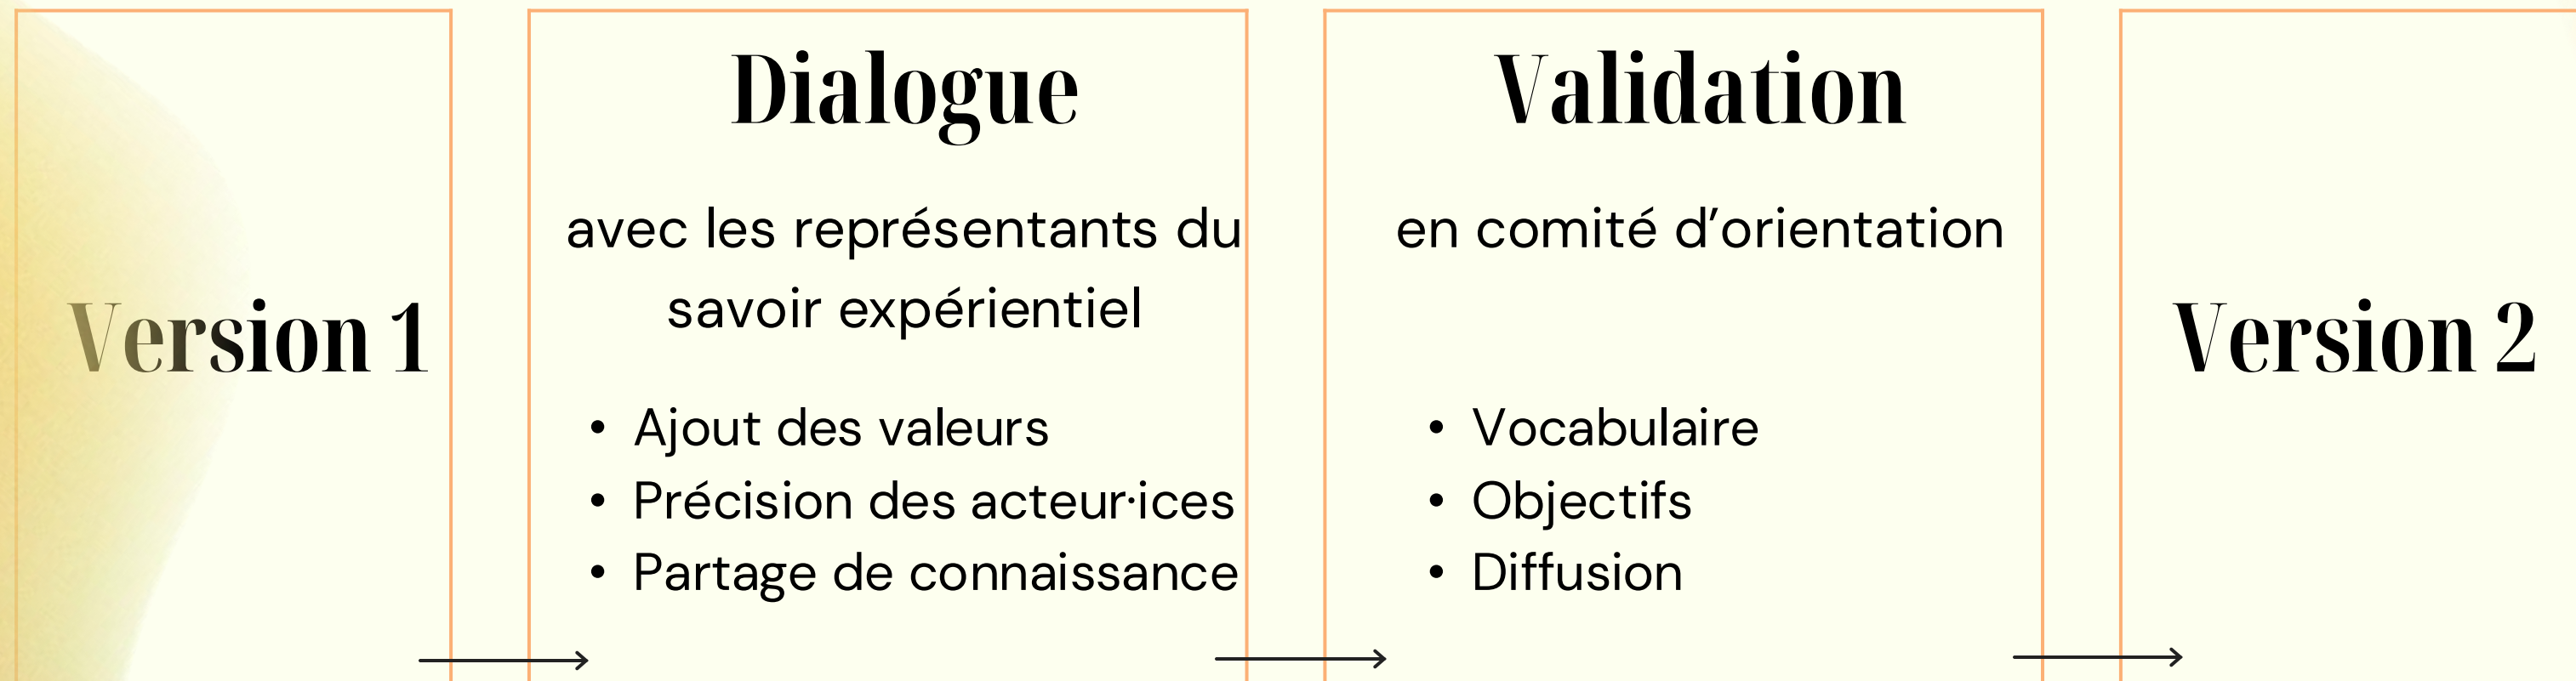 Version 1
Dialogue
avec les représentants du
savoir expérientiel
• Ajout des valeurs
• Précision des acteur·ices
• Partage de connaissance
Validation
en comité d’orientation
• Vocabulaire
• Objectifs
• Diffusion
Version 2